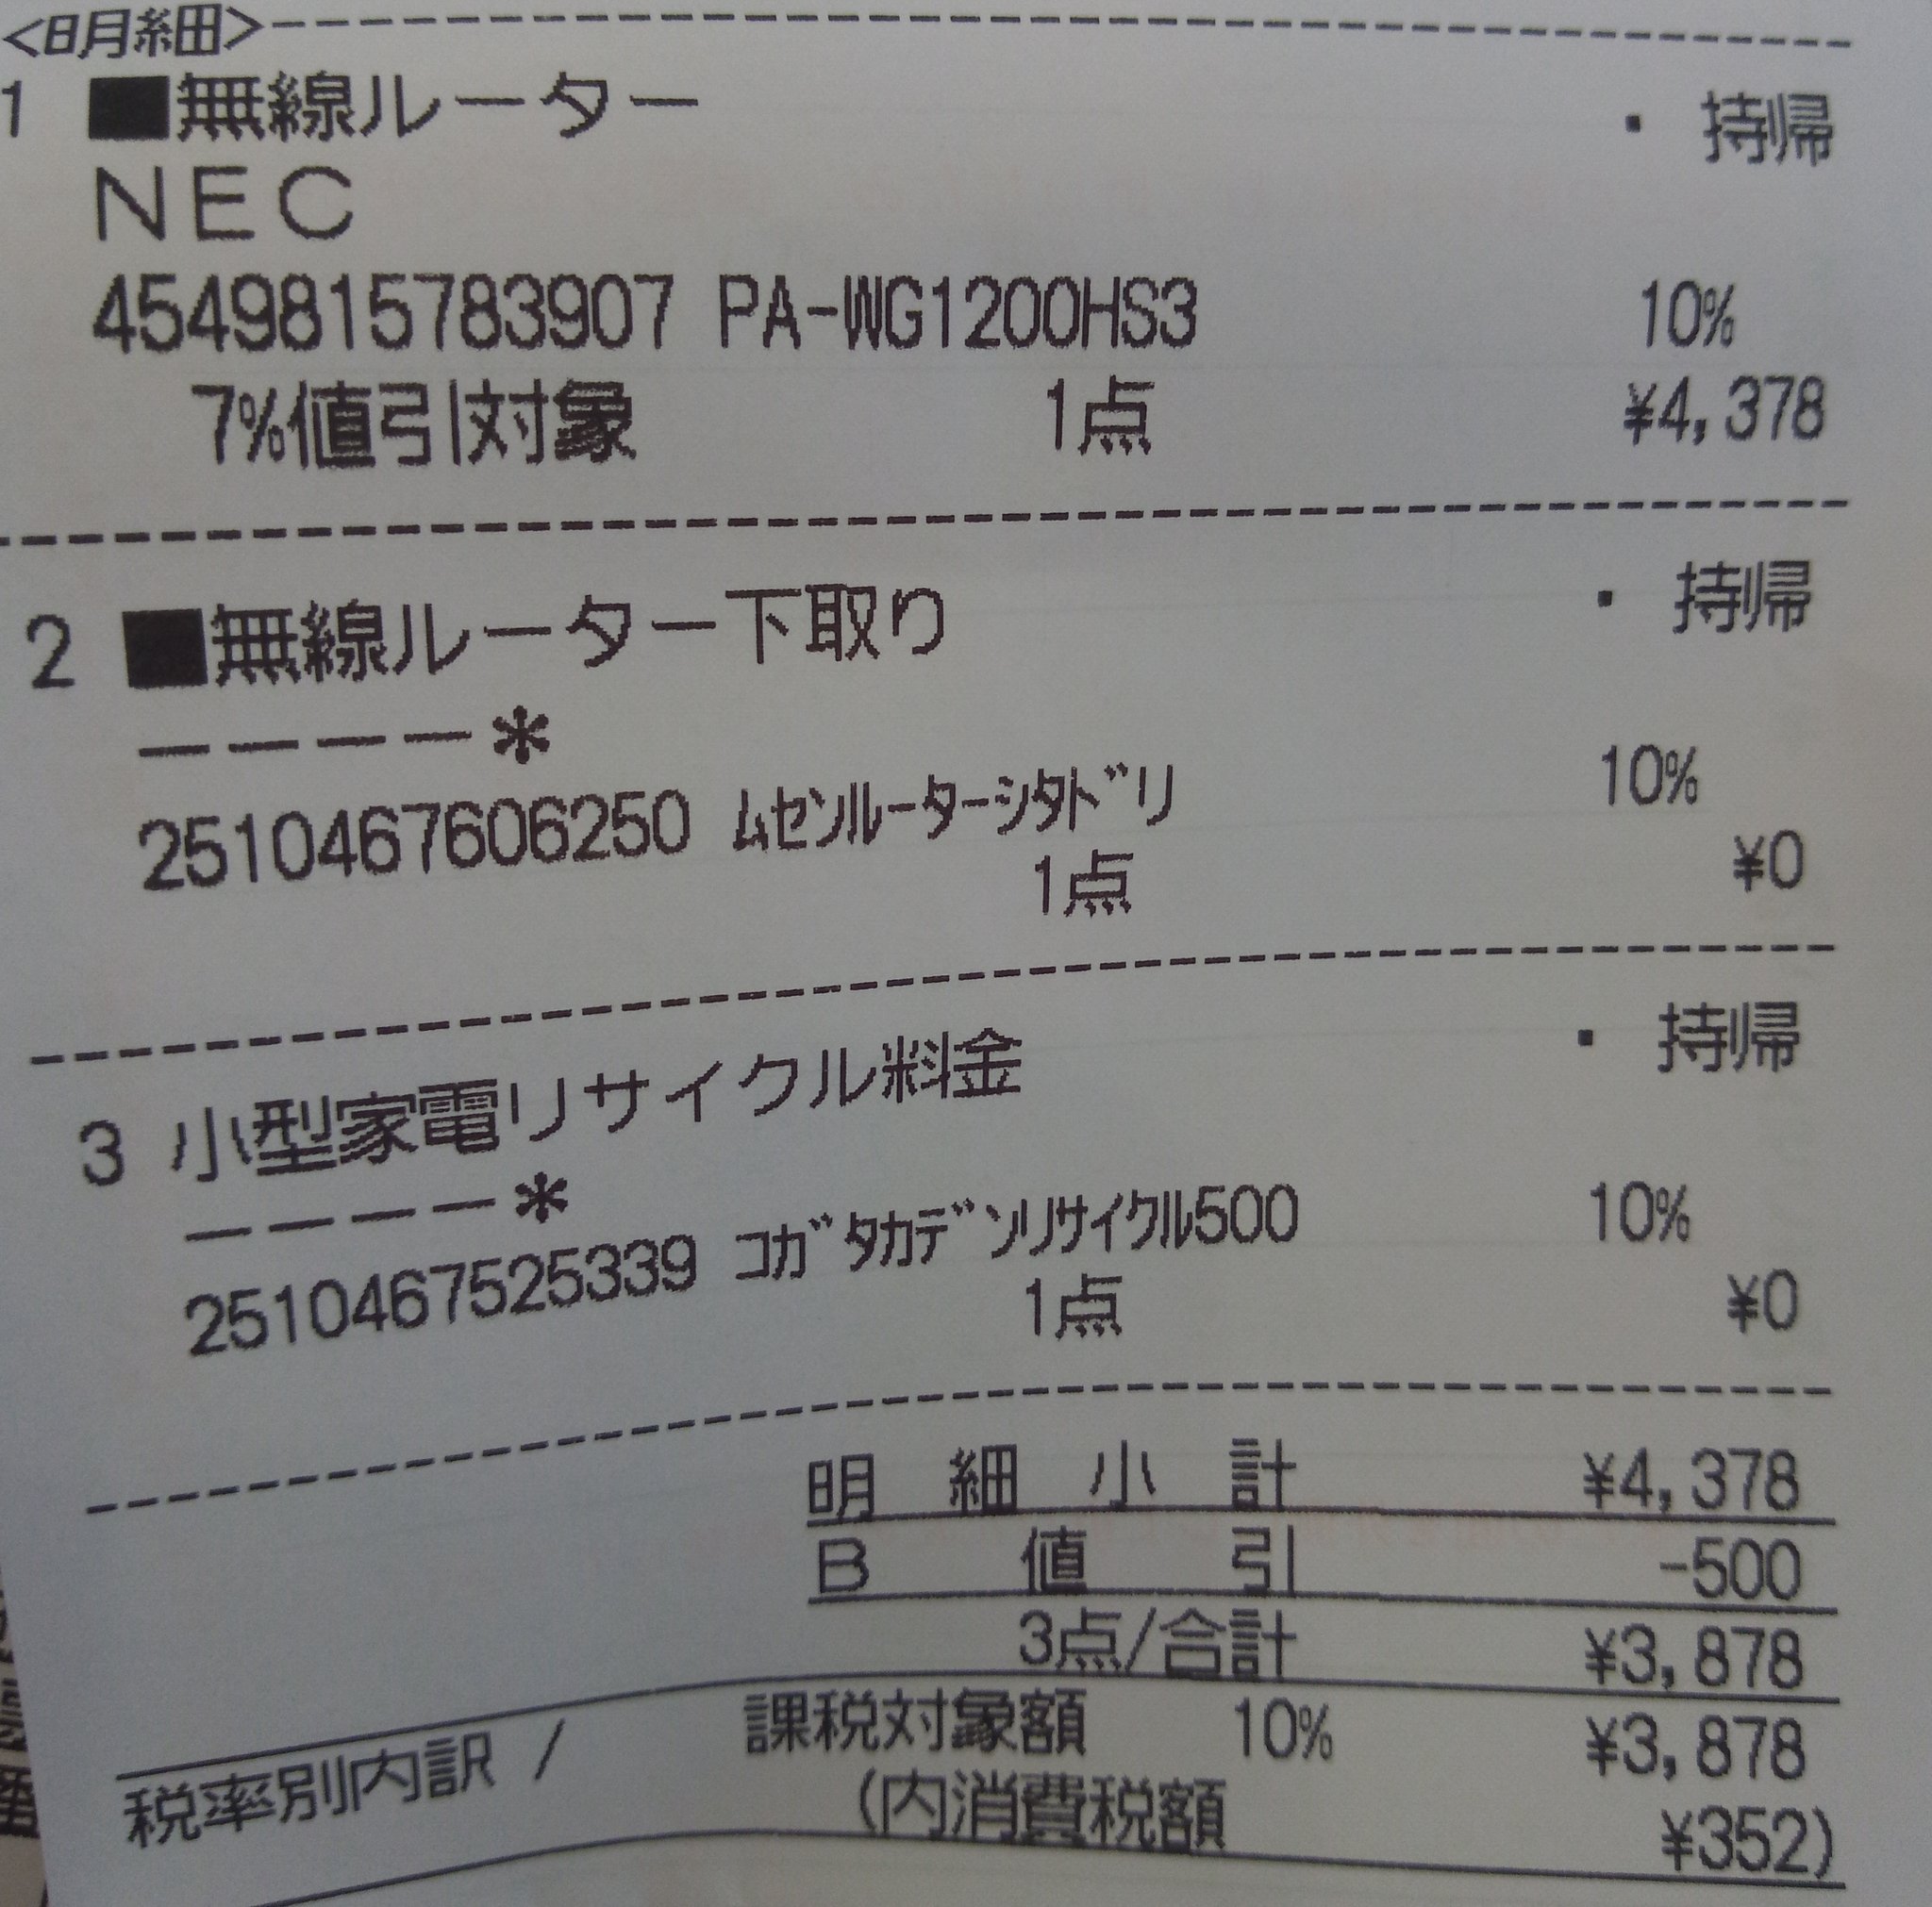 <明細>
1 ■無線ルーター ・ 持帰
NEC
4549815783907 PA-WG1200HS3 10%
7%値引対象 1点 ¥4,378
2 ■無線ルーター下取り ・ 持帰
ーーーー*
2510467606250 ﾑｾﾝﾙｰﾀｰｼﾀﾄﾞﾘ 10%
1点 ¥0
3 小型家電リサイクル料金 ・ 持帰
ーーーー*
2510467525339 ｺｶﾞﾀｶﾃﾞﾝﾘｻｲｸﾙ500 10%
1点 ¥0
明細小計 ¥4,378
B 値引 -500
3点/合計 ¥3,878
税率別内訳 / 課税対象額 10% ¥3,878
(内消費税額 ¥352)